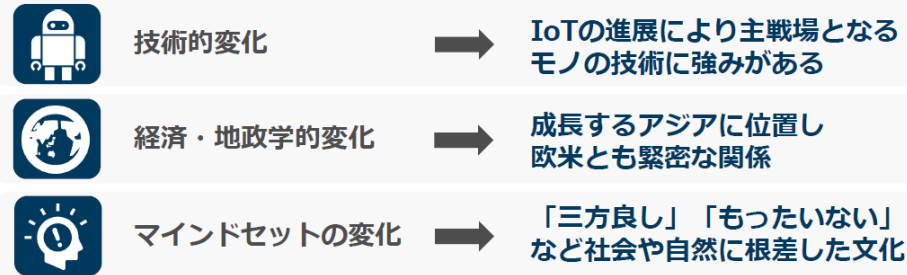 技術的変化
IoTの進展により主戦場となる
モノの技術に強みがある
経済・地政学的変化
成長するアジアに位置し
欧米とも緊密な関係
マインドセットの変化
「三方良し」「もったいない」
など社会や自然に根差した文化